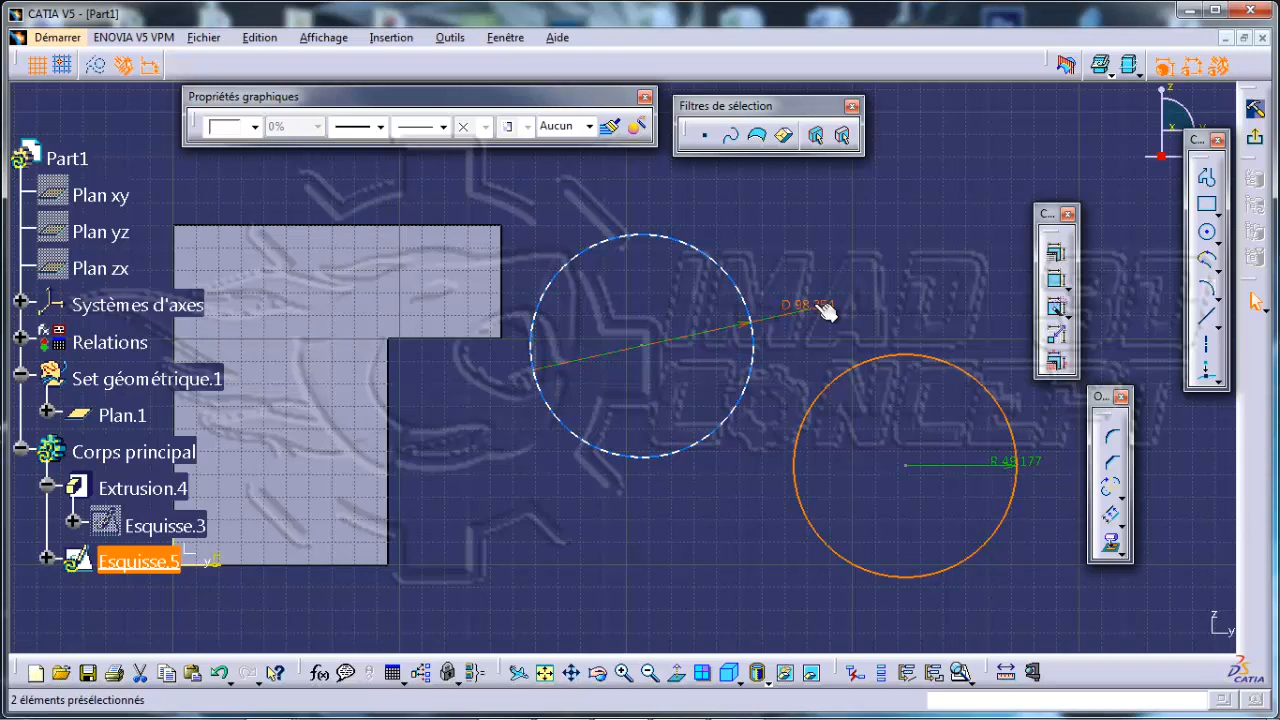 CATIA V5 - [Part1]
Démarrer ENOVIA V5 VPM Fichier Edition Affichage Insertion Outils Fenêtre Aide
Propriétés graphiques
Filtres de sélection
0%
Aucun
C...
C...
O...
z
x
Part1
Plan xy
Plan yz
Plan zx
Systèmes d'axes
Relations
Set géométrique.1
Plan.1
Corps principal
Extrusion.4
Esquisse.3
Esquisse.5
y
D 98.354
R 49.177
z
y
f(x)
CATIA
2 éléments présélectionnés